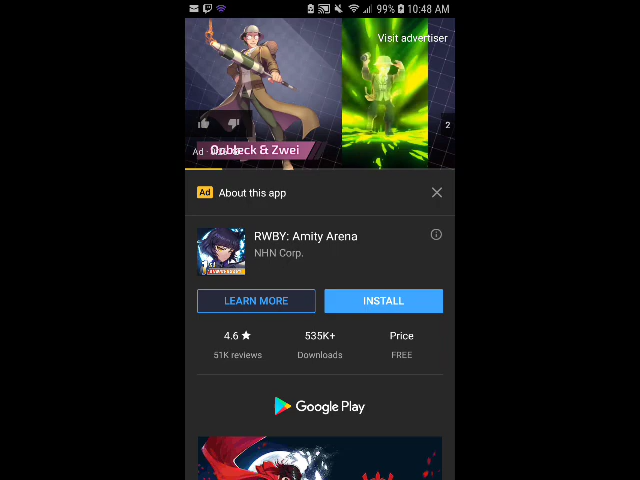 99% 10:48 AM
Visit advertiser
2
Oobleck & Zwei
Ad ·
Ad About this app
RWBY: Amity Arena
NHN Corp.
LEARN MORE INSTALL
4.6 ★ 535K+ Price
51K reviews Downloads FREE
Google Play